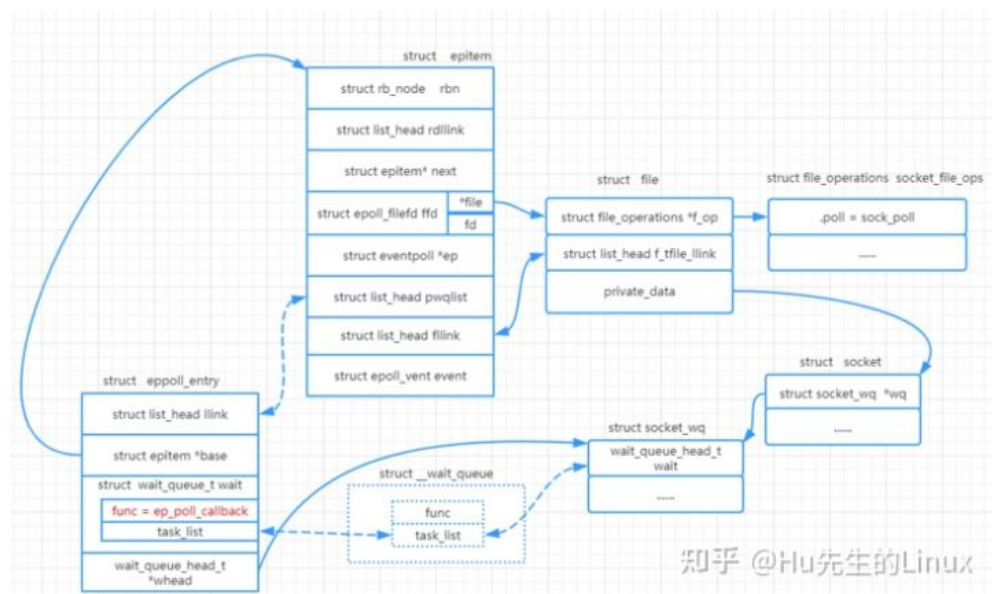 struct epitem
struct rb_node rbn
struct list_head rdllink
struct epitem* next
struct epoll_filefd ffd
*file
fd
struct eventpoll *ep
struct list_head pwqlist
struct list_head fllink
struct epoll_vent event
struct file
struct file_operations *f_op
struct list_head f_tfile_llink
private_data
struct file_operations socket_file_ops
.poll = sock_poll
......
struct socket
struct socket_wq *wq
......
struct socket_wq
wait_queue_head_t
wait
......
struct eppoll_entry
struct list_head llink
struct epitem *base
struct wait_queue_t wait
func = ep_poll_callback
task_list
wait_queue_head_t
*whead
struct __wait_queue
func
task_list
知乎 @Hu先生的Linux